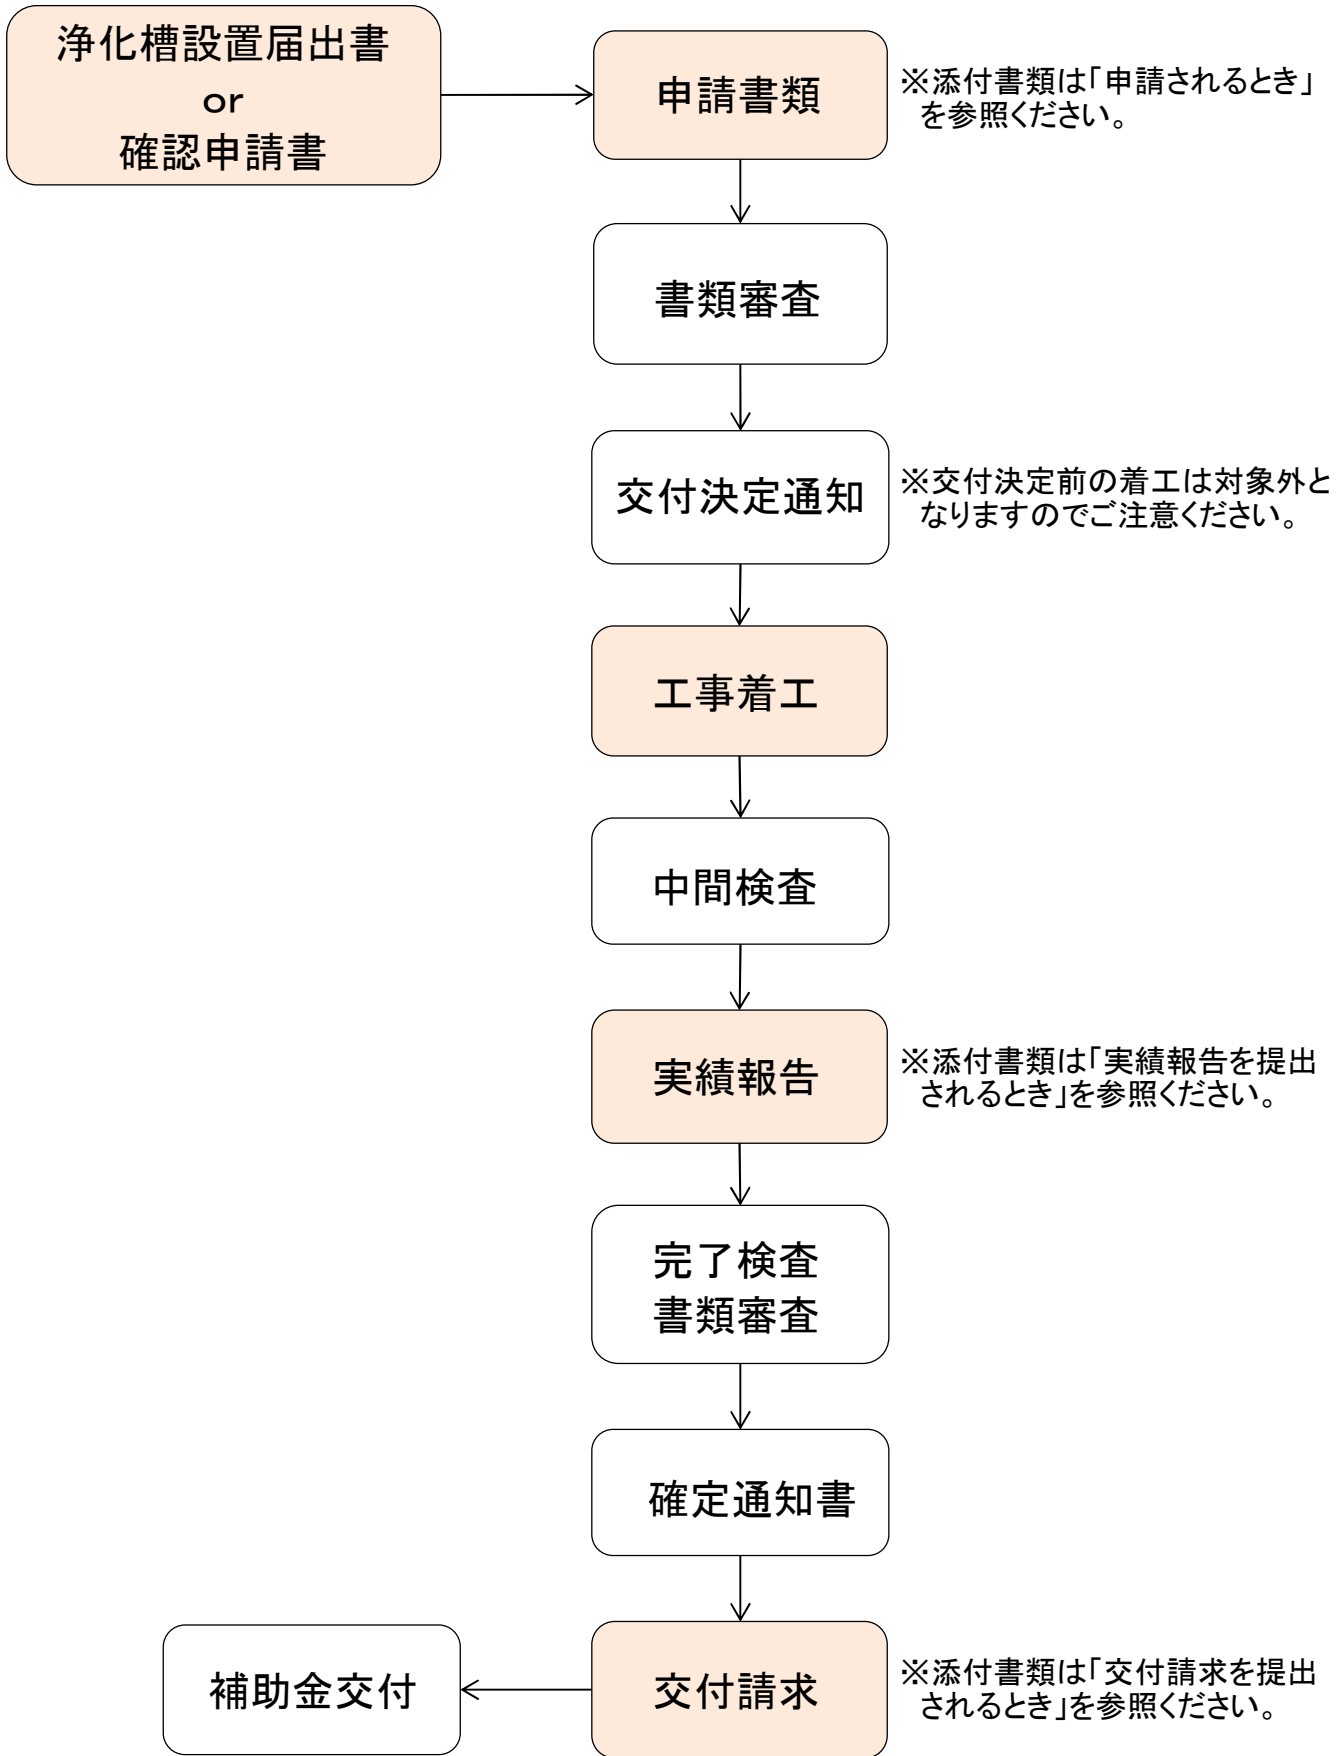 浄化槽設置届出書
or
確認申請書
申請書類
※添付書類は「申請されるとき」
を参照ください。
書類審査
交付決定通知
※交付決定前の着工は対象外と
なりますのでご注意ください。
工事着工
中間検査
実績報告
※添付書類は「実績報告を提出
されるとき」を参照ください。
完了検査
書類審査
確定通知書
交付請求
※添付書類は「交付請求を提出
されるとき」を参照ください。
補助金交付